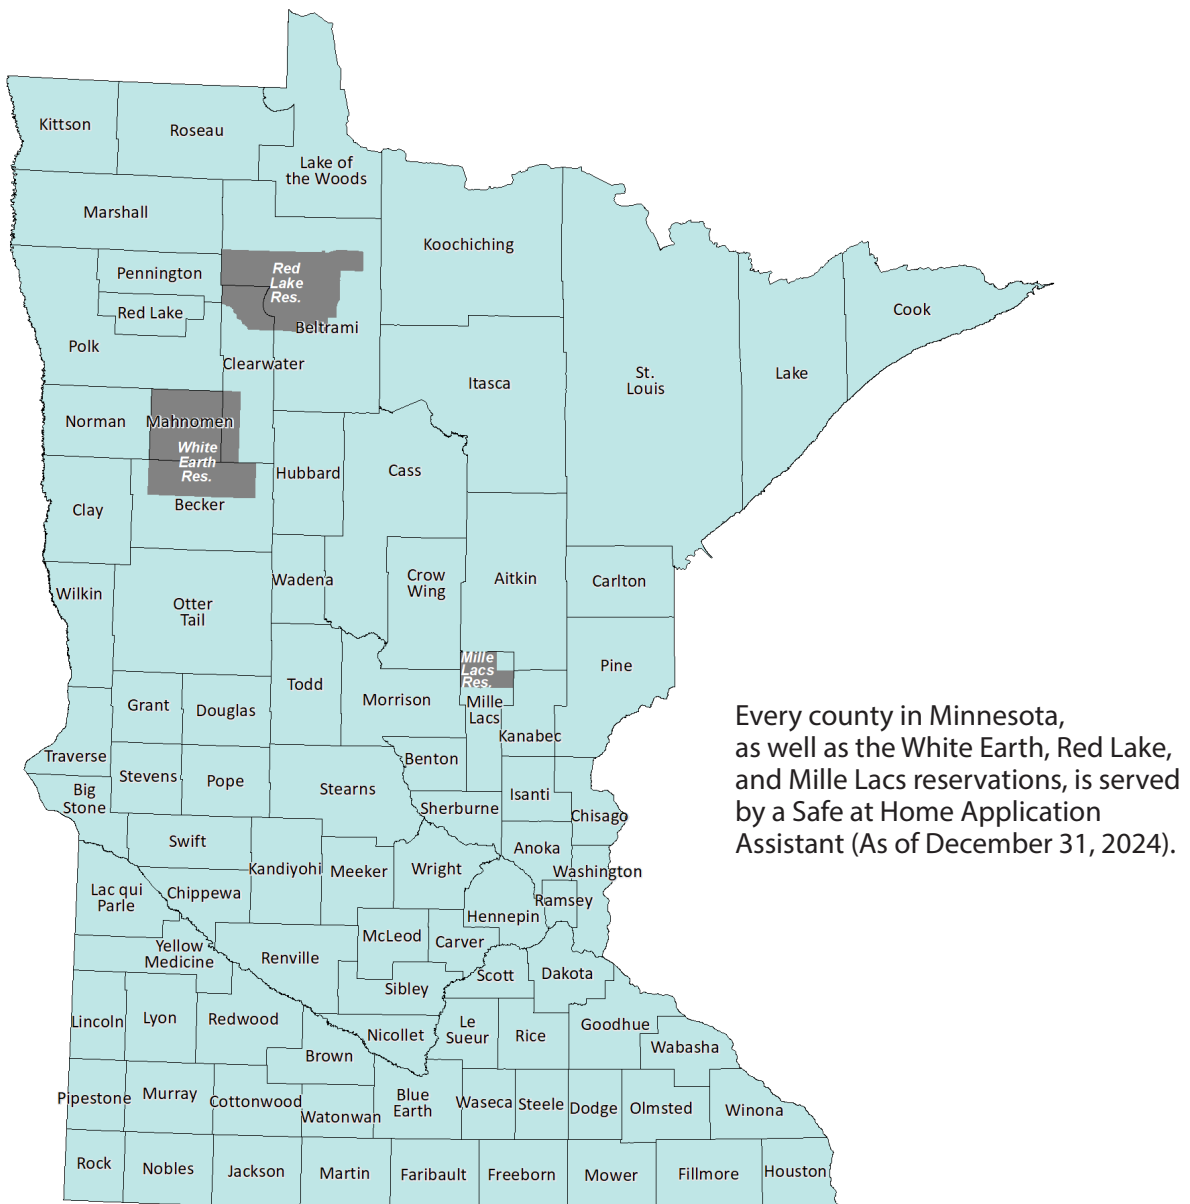 Kittson
Roseau
Lake of
the Woods
Marshall
Koochiching
Pennington
Red
Lake
Res.
Red Lake
Beltrami
Cook
Polk
Clearwater
St.
Louis
Lake
Itasca
Norman
Mahnomen
White
Earth
Res.
Hubbard
Cass
Clay
Becker
Wadena
Crow
Wing
Aitkin
Carlton
Wilkin
Otter
Tail
Mille
Lacs
Res.
Pine
Todd
Morrison
Grant
Douglas
Mille
Lacs
Kanabec
Every county in Minnesota,
as well as the White Earth, Red Lake,
and Mille Lacs reservations, is served
by a Safe at Home Application
Assistant (As of December 31, 2024).
Traverse
Benton
Stevens
Pope
Stearns
Big
Stone
Isanti
Sherburne
Chisago
Swift
Anoka
Kandiyohi
Meeker
Wright
Washington
Lac qui
Parle
Chippewa
Ramsey
Hennepin
McLeod
Carver
Yellow
Medicine
Renville
Scott
Dakota
Sibley
Lincoln
Lyon
Redwood
Nicollet
Le
Sueur
Rice
Goodhue
Brown
Wabasha
Pipestone
Murray
Cottonwood
Watonwan
Blue
Earth
Waseca
Steele
Dodge
Olmsted
Winona
Rock
Nobles
Jackson
Martin
Faribault
Freeborn
Mower
Fillmore
Houston